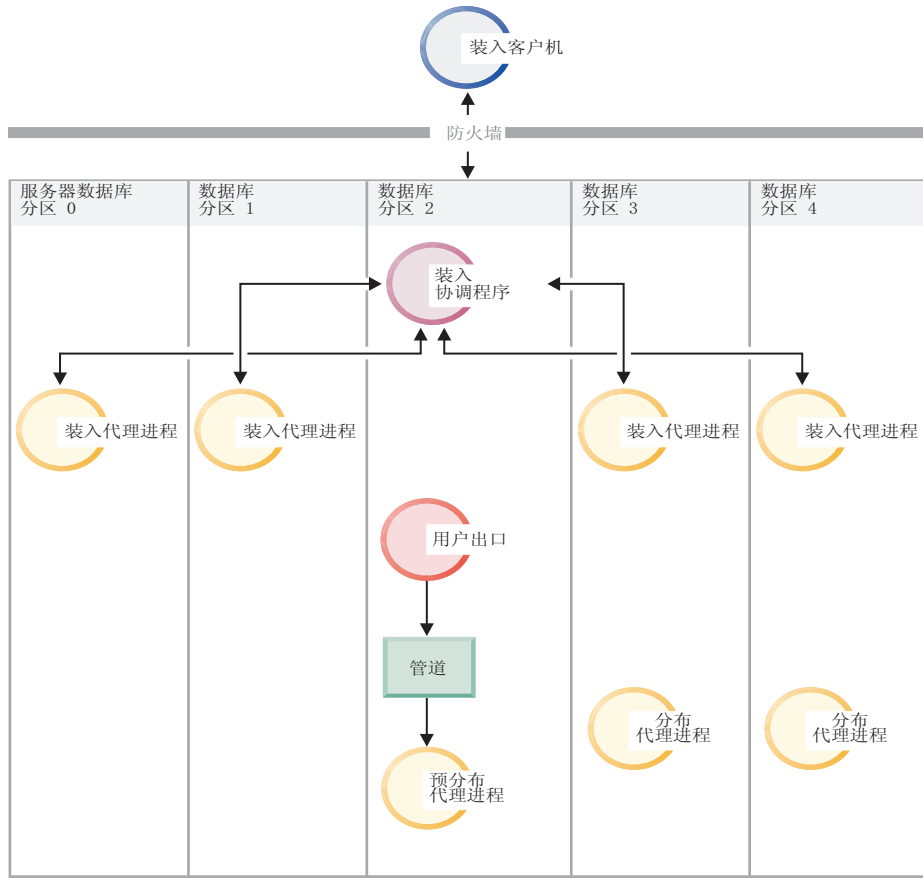 装入客户机
防火墙
服务器数据库
分区 0
数据库
分区 1
数据库
分区 2
数据库
分区 3
数据库
分区 4
装入
协调程序
装入代理进程
装入代理进程
装入代理进程
装入代理进程
用户出口
管道
分布
代理进程
分布
代理进程
预分布
代理进程